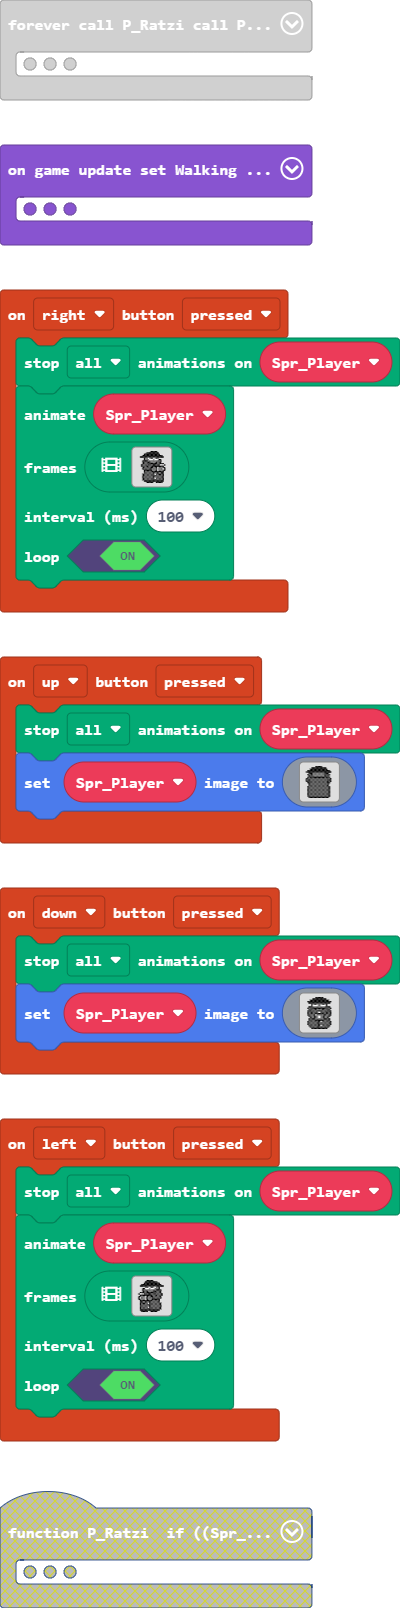 forever call P_Ratzi call P...
on game update set Walking ...
on right button pressed
stop all animations on Spr_Player
animate Spr_Player
frames
interval (ms) 100
loop ON
on up button pressed
stop all animations on Spr_Player
set Spr_Player image to
on down button pressed
stop all animations on Spr_Player
set Spr_Player image to
on left button pressed
stop all animations on Spr_Player
animate Spr_Player
frames
interval (ms) 100
loop ON
function P_Ratzi  if ((Spr_...